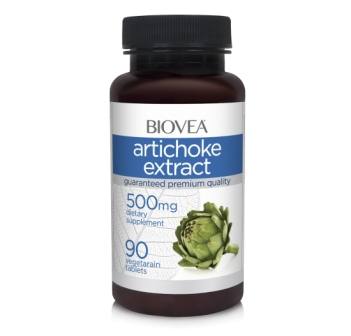 BIOVEA
artichoke
extract
guaranteed premium quality
500mg
dietary
supplement
90
vegetarain
tablets